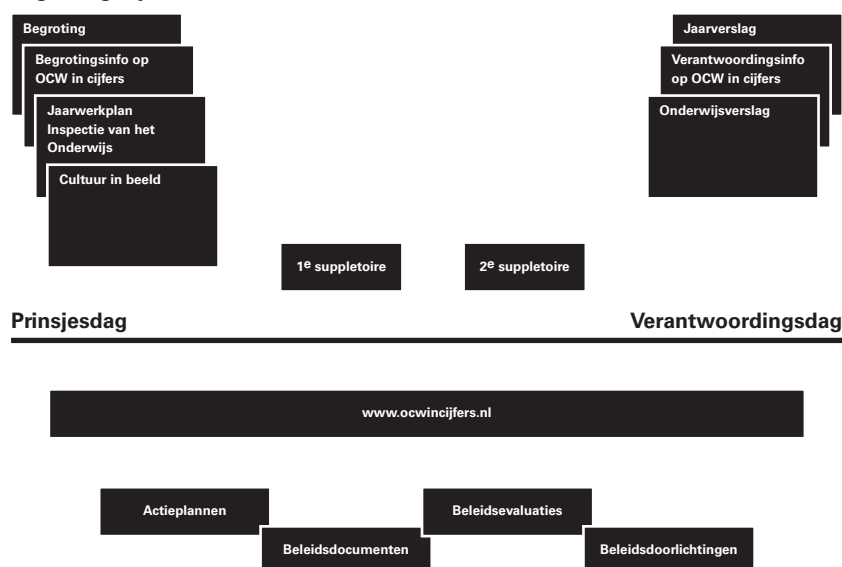 Begroting
Begrotingsinfo op
OCW in cijfers
Jaarwerkplan
Inspectie van het
Onderwijs
Cultuur in beeld
Jaarverslag
Verantwoordingsinfo
op OCW in cijfers
Onderwijsverslag
1e suppletoire
2e suppletoire
Prinsjesdag
Verantwoordingsdag
www.ocwincijfers.nl
Actieplannen
Beleidsevaluaties
Beleidsdocumenten
Beleidsdoorlichtingen